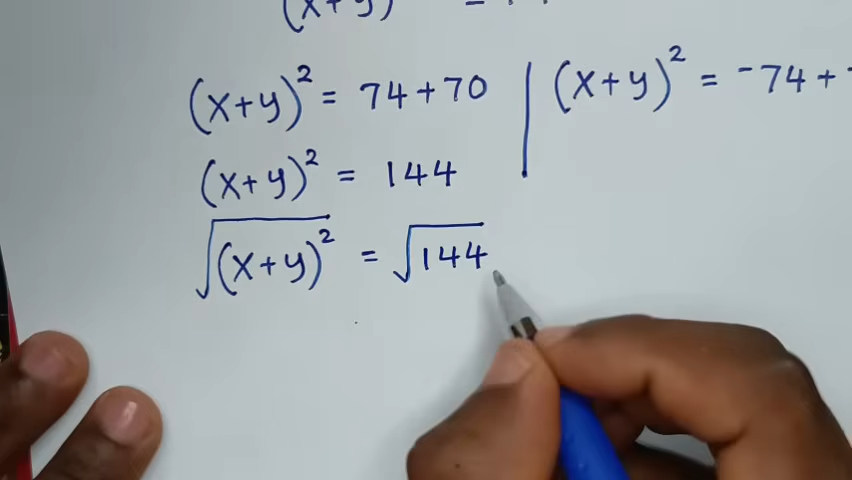 (x+y)
(x+y)² = 74+70 | (x+y)² = -74+
(x+y)² = 144
√(x+y)² = √144